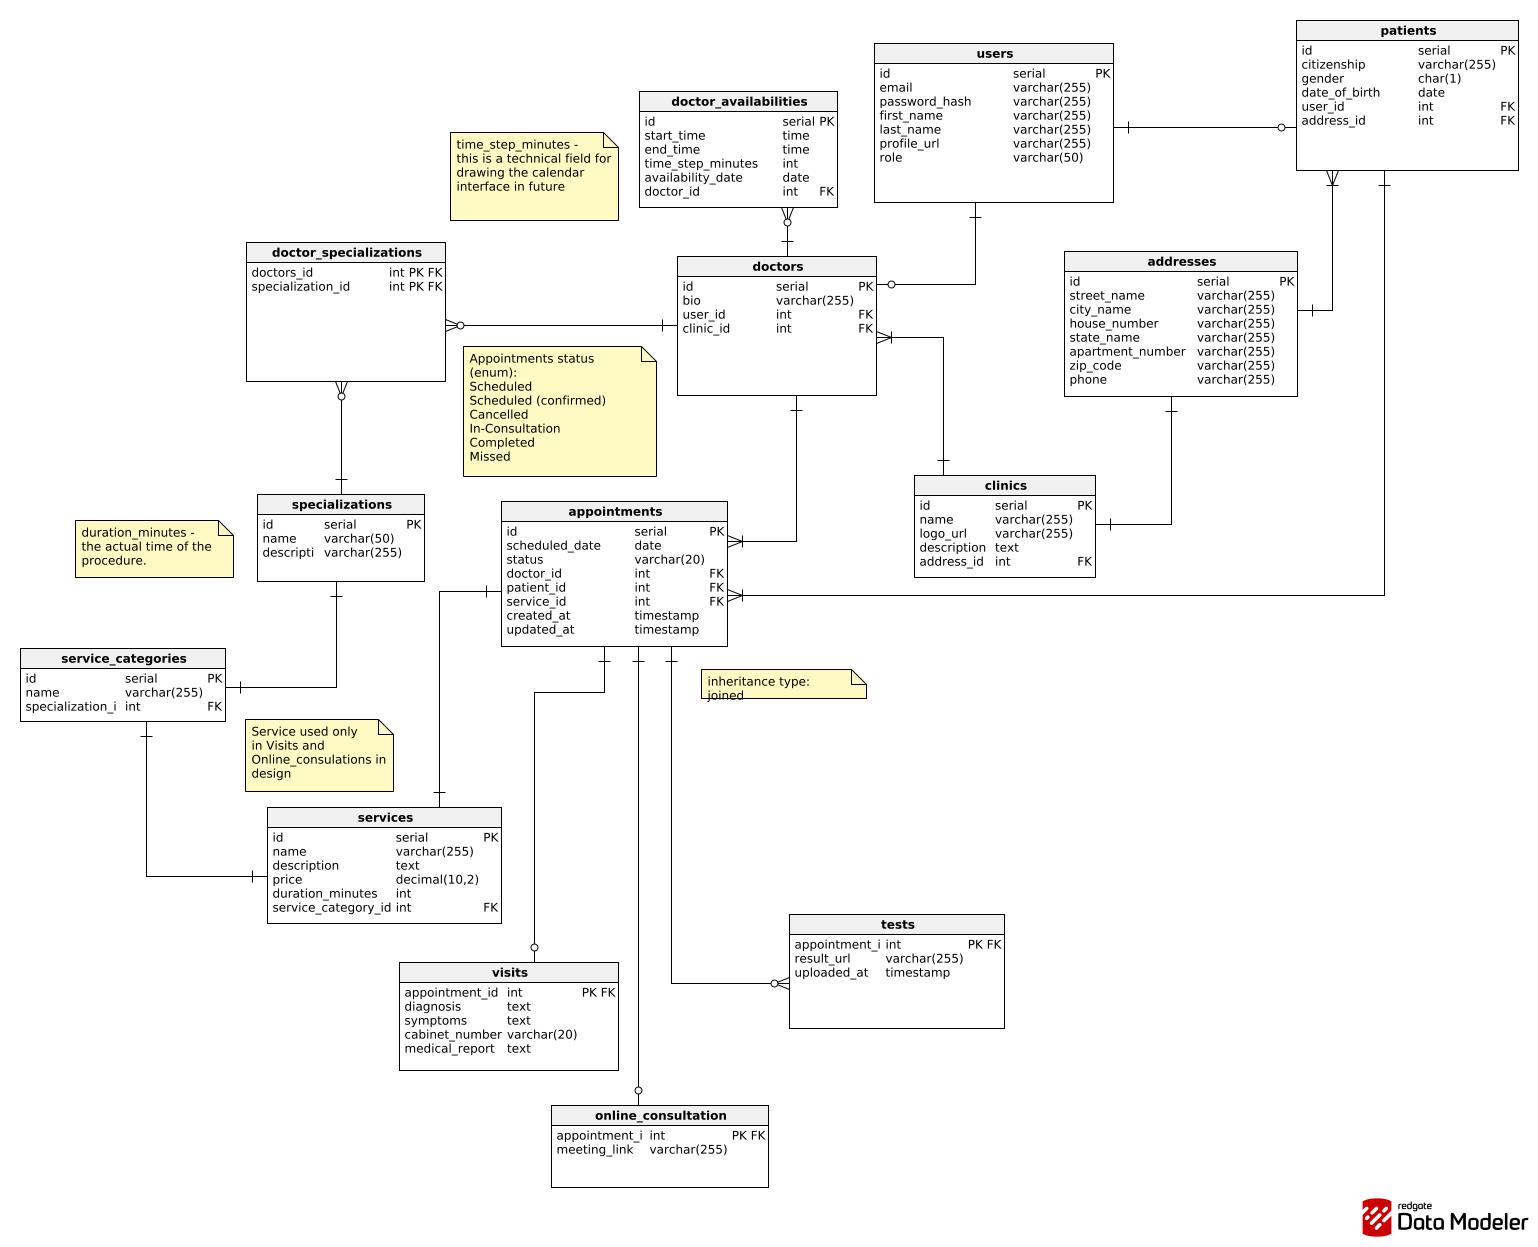 patients
id serial PK
citizenship varchar(255)
gender char(1)
date_of_birth date
user_id int FK
address_id int FK
users
id serial PK
email varchar(255)
password_hash varchar(255)
first_name varchar(255)
last_name varchar(255)
profile_url varchar(255)
role varchar(50)
doctor_availabilities
id serial PK
start_time time
end_time time
time_step_minutes int
availability_date date
doctor_id int FK
time_step_minutes -
this is a technical field for
drawing the calendar
interface in future
doctor_specializations
doctors_id int PK FK
specialization_id int PK FK
doctors
id serial PK
bio varchar(255)
user_id int FK
clinic_id int FK
addresses
id serial PK
street_name varchar(255)
city_name varchar(255)
house_number varchar(255)
state_name varchar(255)
apartment_number varchar(255)
zip_code varchar(255)
phone varchar(255)
Appointments status
(enum):
Scheduled
Scheduled (confirmed)
Cancelled
In-Consultation
Completed
Missed
clinics
id serial PK
name varchar(255)
logo_url varchar(255)
description text
address_id int FK
specializations
id serial PK
name varchar(50)
descripti varchar(255)
appointments
id serial PK
scheduled_date date
status varchar(20)
doctor_id int FK
patient_id int FK
service_id int FK
created_at timestamp
updated_at timestamp
duration_minutes -
the actual time of the
procedure.
service_categories
id serial PK
name varchar(255)
specialization_i int FK
inheritance type:
joined
Service used only
in Visits and
Online_consulations in
design
services
id serial PK
name varchar(255)
description text
price decimal(10,2)
duration_minutes int
service_category_id int FK
tests
appointment_i int PK FK
result_url varchar(255)
uploaded_at timestamp
visits
appointment_id int PK FK
diagnosis text
symptoms text
cabinet_number varchar(20)
medical_report text
online_consultation
appointment_i int PK FK
meeting_link varchar(255)
redgate
Data Modeler